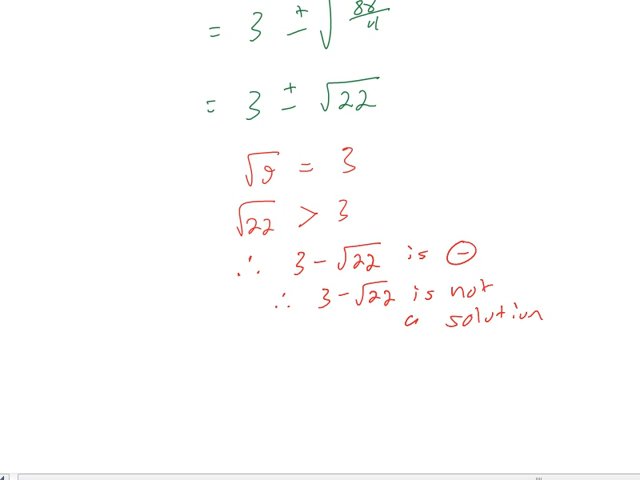 = 3 ± √88/4
= 3 ± √22
√9 = 3
√22 > 3
∴ 3 - √22 is ⊖
∴ 3 - √22 is not
a solution